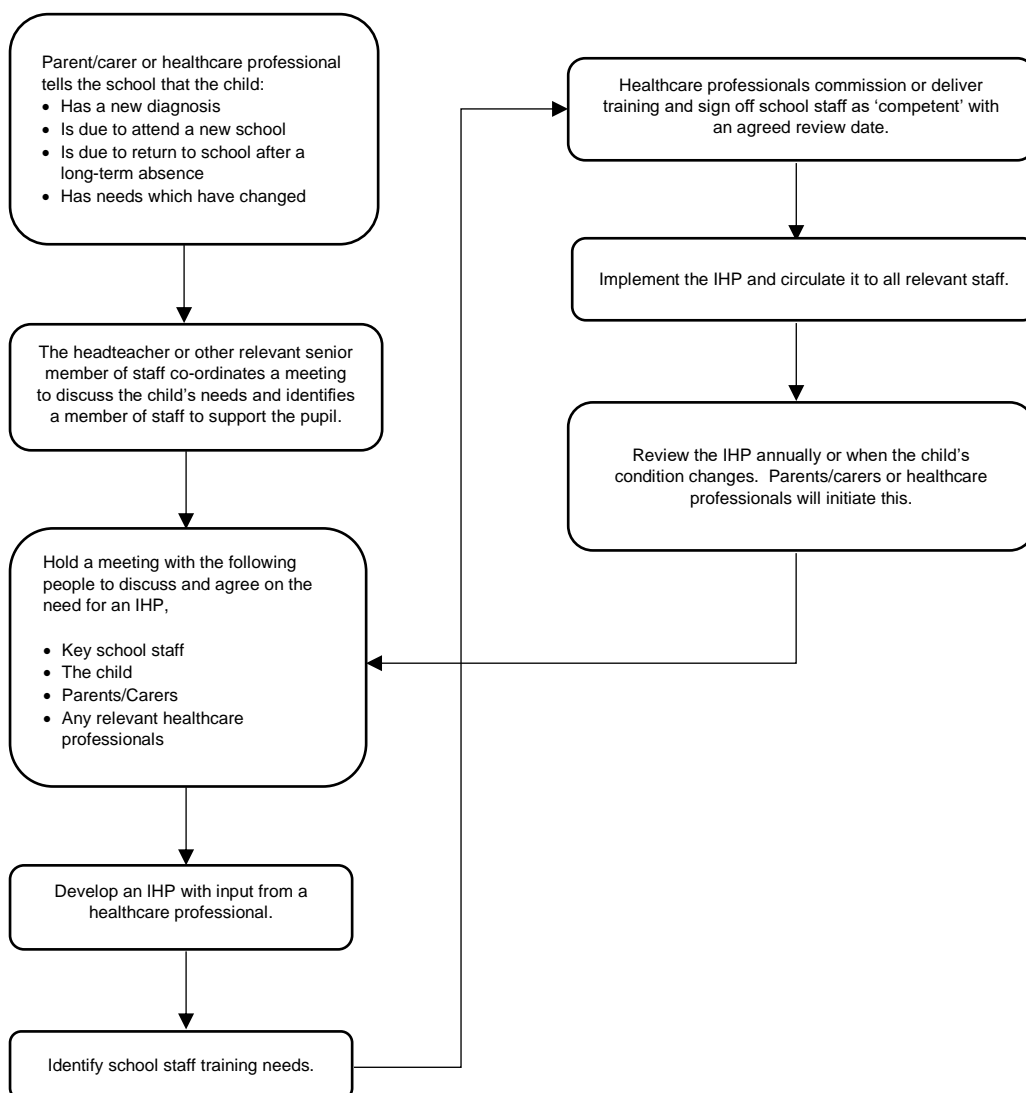 Parent/carer or healthcare professional
tells the school that the child:
• Has a new diagnosis
• Is due to attend a new school
• Is due to return to school after a
long-term absence
• Has needs which have changed
The headteacher or other relevant senior
member of staff co-ordinates a meeting
to discuss the child’s needs and identifies
a member of staff to support the pupil.
Hold a meeting with the following
people to discuss and agree on the
need for an IHP,
• Key school staff
• The child
• Parents/Carers
• Any relevant healthcare
professionals
Develop an IHP with input from a
healthcare professional.
Identify school staff training needs.
Healthcare professionals commission or deliver
training and sign off school staff as ‘competent’ with
an agreed review date.
Implement the IHP and circulate it to all relevant staff.
Review the IHP annually or when the child’s
condition changes.  Parents/carers or healthcare
professionals will initiate this.